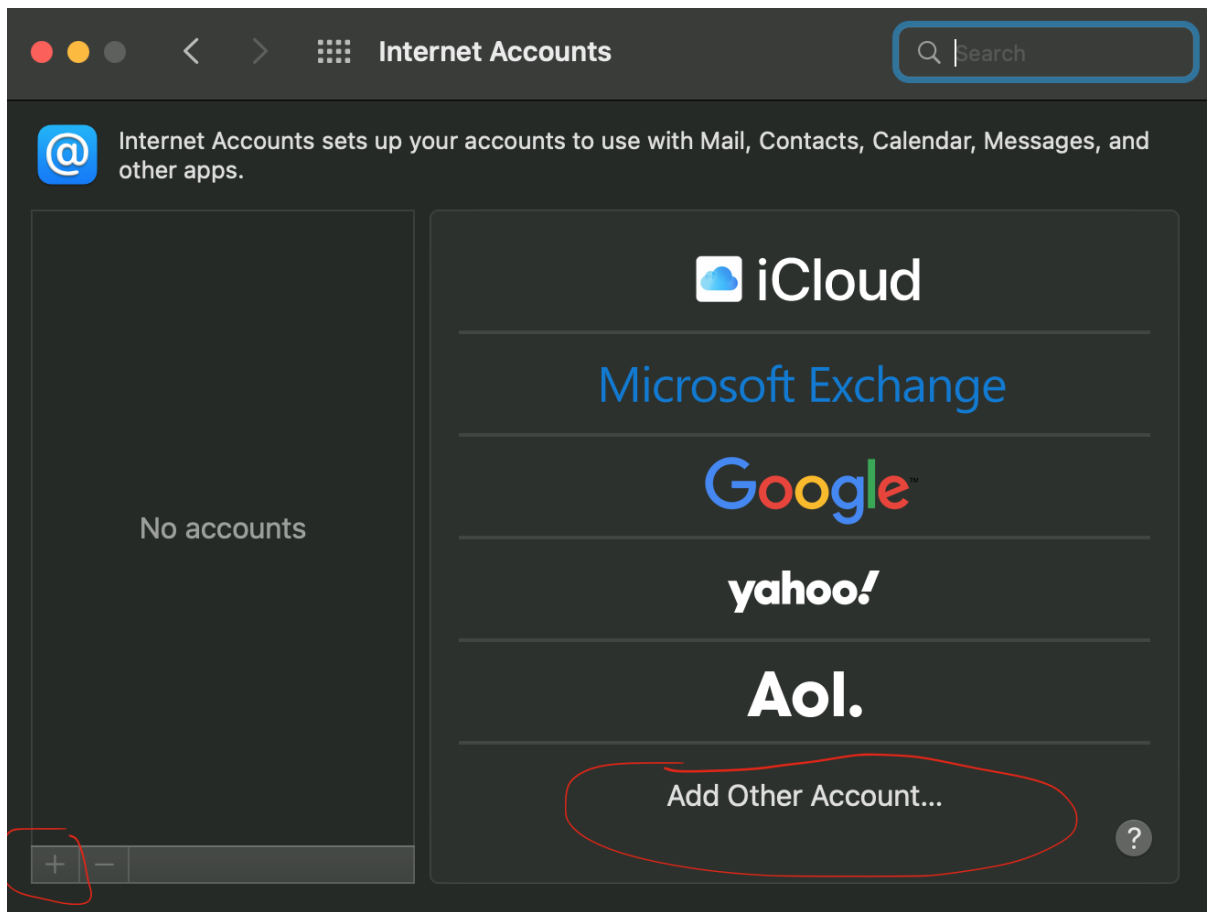 Internet Accounts
Search
@
Internet Accounts sets up your accounts to use with Mail, Contacts, Calendar, Messages, and
other apps.
iCloud
Microsoft Exchange
Google™
yahoo!
Aol.
No accounts
Add Other Account...
?
+ −